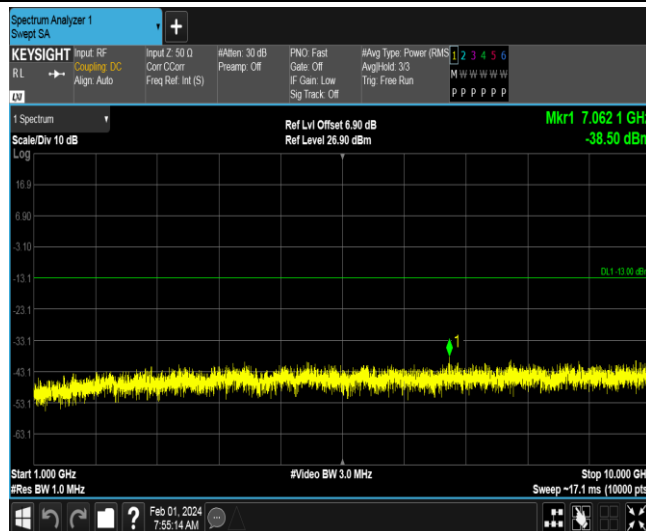 Spectrum Analyzer 1
Swept SA
+
KEYSIGHT
RL
Input: RF
Coupling: DC
Align: Auto
Input Z: 50 Ω
Corr CCorr
Freq Ref: Int (S)
#Atten: 30 dB
Preamp: Off
PNO: Fast
Gate: Off
IF Gain: Low
Sig Track: Off
#Avg Type: Power (RMS
Avg|Hold: 3/3
Trig: Free Run
1 2 3 4 5 6
M W W W W W
P P P P P P
1 Spectrum
Scale/Div 10 dB
Ref Lvl Offset 6.90 dB
Ref Level 26.90 dBm
Mkr1 7.062 1 GHz
-38.50 dBm
Log
16.9
6.90
-3.10
-13.1
DL1 -13.00 dBm
-23.1
-33.1
1
-43.1
-53.1
-63.1
Start 1.000 GHz
#Res BW 1.0 MHz
#Video BW 3.0 MHz
Stop 10.000 GHz
Sweep ~17.1 ms (10000 pts
?
Feb 01, 2024
7:55:14 AM